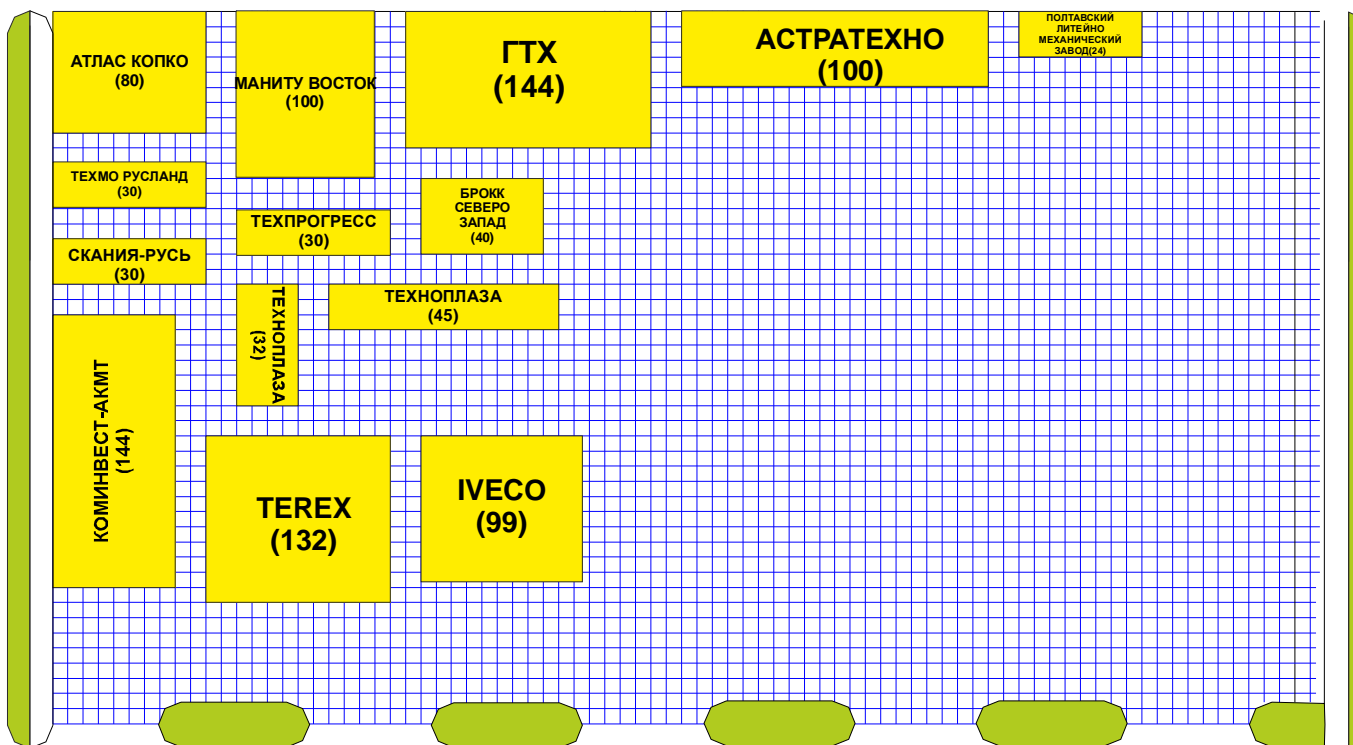 АТЛАС КОПКО
(80)
МАНИТУ ВОСТОК
(100)
ГТХ
(144)
АСТРАТЕХНО
(100)
ПОЛТАВСКИЙ
ЛИТЕЙНО
МЕХАНИЧЕСКИЙ
ЗАВОД(24)
ТЕХМО РУСЛАНД
(30)
ТЕХПРОГРЕСС
(30)
БРОКК
СЕВЕРО
ЗАПАД
(40)
СКАНИЯ-РУСЬ
(30)
ТЕХНОПЛАЗА
(32)
ТЕХНОПЛАЗА
(45)
КОМИНВЕСТ-АКМТ
(144)
TEREX
(132)
IVECO
(99)